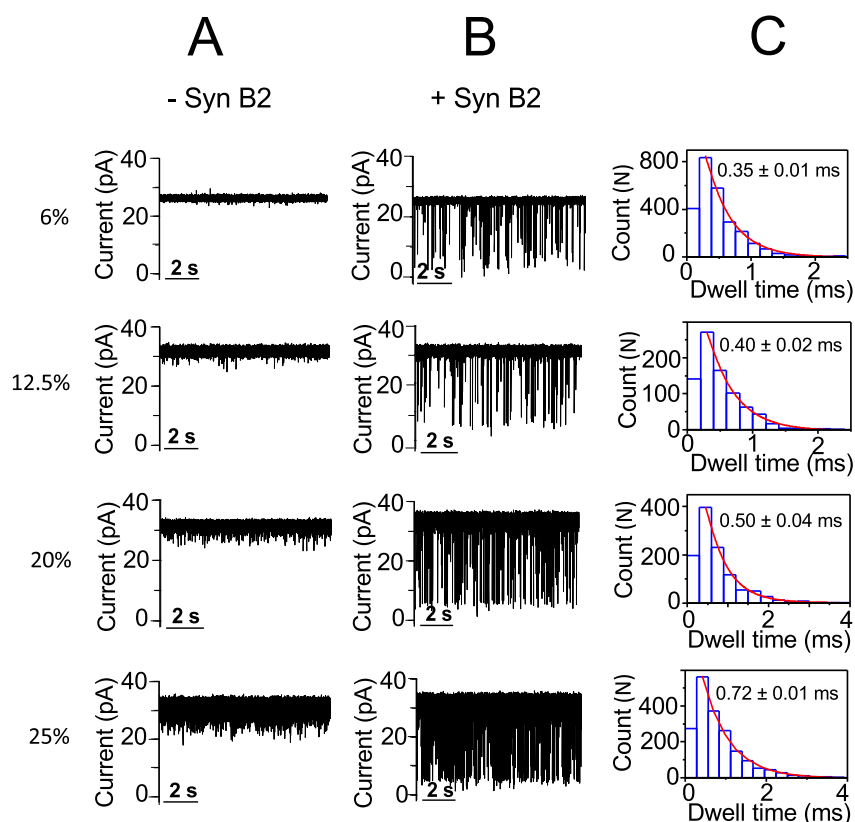 A B C
- Syn B2 + Syn B2
6%
Current (pA)
40
20
0
2 s
Current (pA)
40
20
0
2 s
Count (N)
800
400
0
0.35 ± 0.01 ms
0 1 2
Dwell time (ms)
12.5%
Current (pA)
40
20
0
2 s
Current (pA)
40
20
0
2 s
Count (N)
200
100
0
0.40 ± 0.02 ms
0 1 2
Dwell time (ms)
20%
Current (pA)
40
20
0
2 s
Current (pA)
40
20
0
2 s
Count (N)
400
200
0
0.50 ± 0.04 ms
0 2 4
Dwell time (ms)
25%
Current (pA)
40
20
0
2 s
Current (pA)
40
20
0
2 s
Count (N)
400
200
0
0.72 ± 0.01 ms
0 2 4
Dwell time (ms)